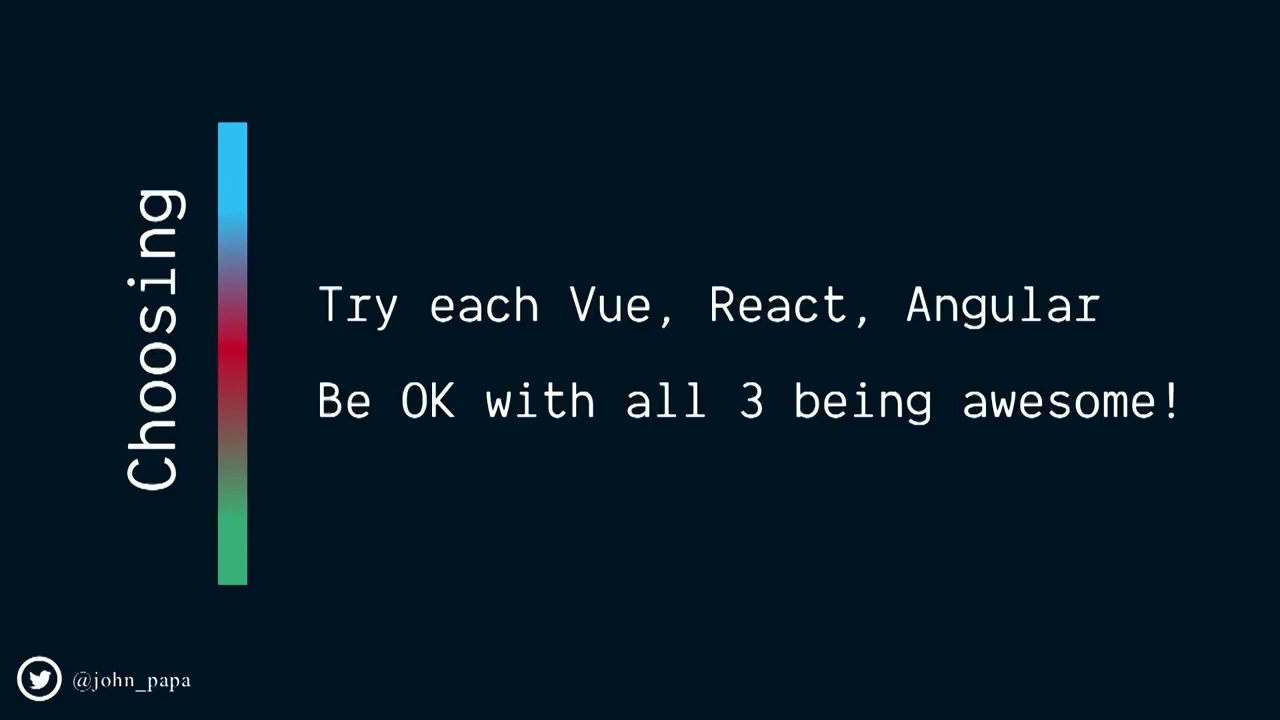 Choosing
Try each Vue, React, Angular
Be OK with all 3 being awesome!
@john_papa